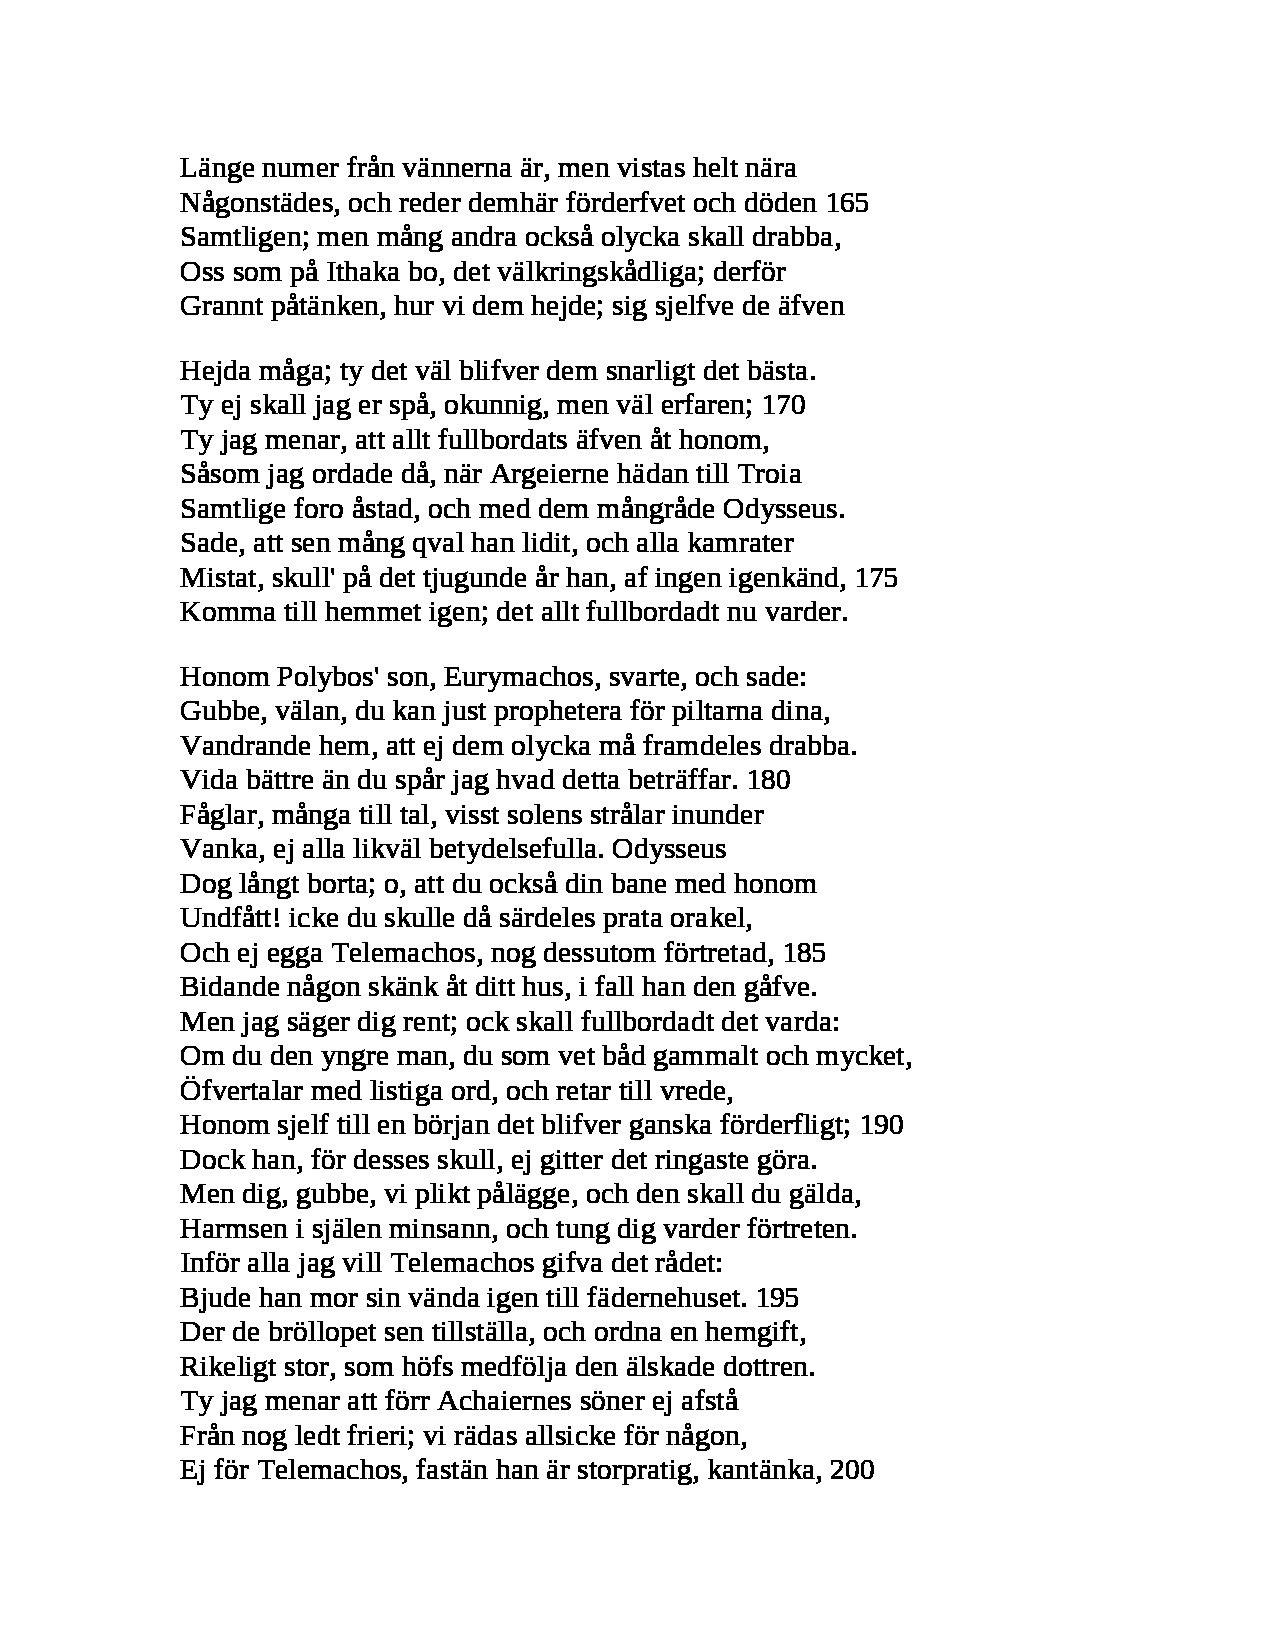 Länge numer från vännerna är, men vistas helt nära
Någonstädes, och reder demhär förderfvet och döden 165
Samtligen; men mång andra också olycka skall drabba,
Oss som på Ithaka bo, det välkringskådliga; derför
Grannt påtänken, hur vi dem hejde; sig sjelfve de äfven
Hejda måga; ty det väl blifver dem snarligt det bästa.
Ty ej skall jag er spå, okunnig, men väl erfaren; 170
Ty jag menar, att allt fullbordats äfven åt honom,
Såsom jag ordade då, när Argeierne hädan till Troia
Samtlige foro åstad, och med dem mångråde Odysseus.
Sade, att sen mång qval han lidit, och alla kamrater
Mistat, skull' på det tjugunde år han, af ingen igenkänd, 175
Komma till hemmet igen; det allt fullbordadt nu varder.
Honom Polybos' son, Eurymachos, svarte, och sade:
Gubbe, välan, du kan just prophetera för piltarna dina,
Vandrande hem, att ej dem olycka må framdeles drabba.
Vida bättre än du spår jag hvad detta beträffar. 180
Fåglar, många till tal, visst solens strålar inunder
Vanka, ej alla likväl betydelsefulla. Odysseus
Dog långt borta; o, att du också din bane med honom
Undfått! icke du skulle då särdeles prata orakel,
Och ej egga Telemachos, nog dessutom förtretad, 185
Bidande någon skänk åt ditt hus, i fall han den gåfve.
Men jag säger dig rent; ock skall fullbordadt det varda:
Om du den yngre man, du som vet båd gammalt och mycket,
Öfvertalar med listiga ord, och retar till vrede,
Honom sjelf till en början det blifver ganska förderfligt; 190
Dock han, för desses skull, ej gitter det ringaste göra.
Men dig, gubbe, vi plikt pålägge, och den skall du gälda,
Harmsen i själen minsann, och tung dig varder förtreten.
Inför alla jag vill Telemachos gifva det rådet:
Bjude han mor sin vända igen till fädernehuset. 195
Der de bröllopet sen tillställa, och ordna en hemgift,
Rikeligt stor, som höfs medfölja den älskade dottren.
Ty jag menar att förr Achaiernes söner ej afstå
Från nog ledt frieri; vi rädas allsicke för någon,
Ej för Telemachos, fastän han är storpratig, kantänka, 200